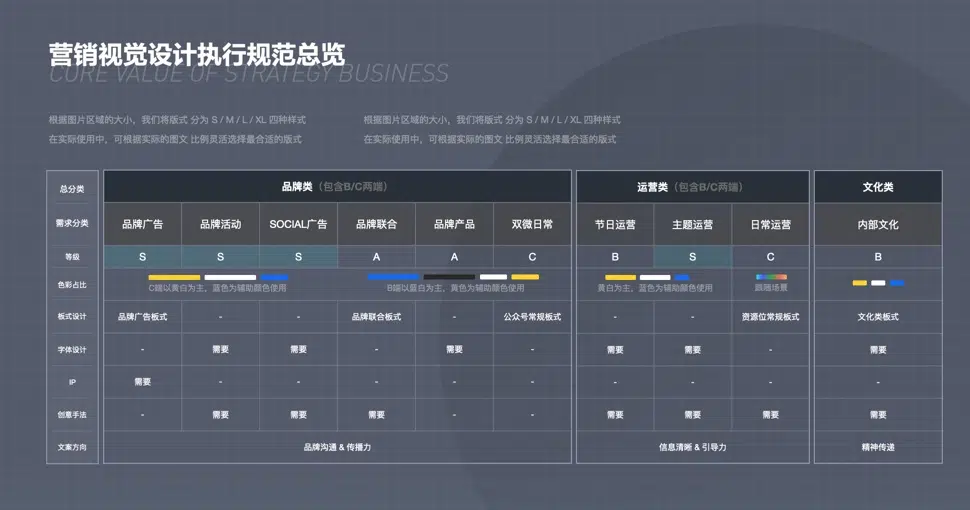 营销视觉设计执行规范总览
CORE VALUE OF STRATEGY BUSINESS
根据图片区域的大小，我们将版式 分为 S / M / L / XL 四种样式
在实际使用中，可根据实际的图文 比例灵活选择最合适的版式
根据图片区域的大小，我们将版式 分为 S / M / L / XL 四种样式
在实际使用中，可根据实际的图文 比例灵活选择最合适的版式
总分类 品牌类（包含B/C两端） 运营类（包含B/C两端） 文化类
需求分类 品牌广告 品牌活动 SOCIAL广告 品牌联合 品牌产品 双微日常 节日运营 主题运营 日常运营 内部文化
等级 S S S A A C B S C B
色彩占比 C端以黄白为主，蓝色为辅助颜色使用 B端以蓝白为主，黄色为辅助颜色使用 黄白为主，蓝色为辅助颜色使用 跟随场景
板式设计 品牌广告板式 - - 品牌联合板式 - 公众号常规板式 - - 资源位常规板式 文化类板式
字体设计 - 需要 需要 - 需要 - 需要 需要 - 需要
IP 需要 - - - - - - - - -
创意手法 - 需要 需要 需要 - - 需要 需要 需要 需要
文案方向 品牌沟通 & 传播力 信息清晰 & 引导力 精神传递